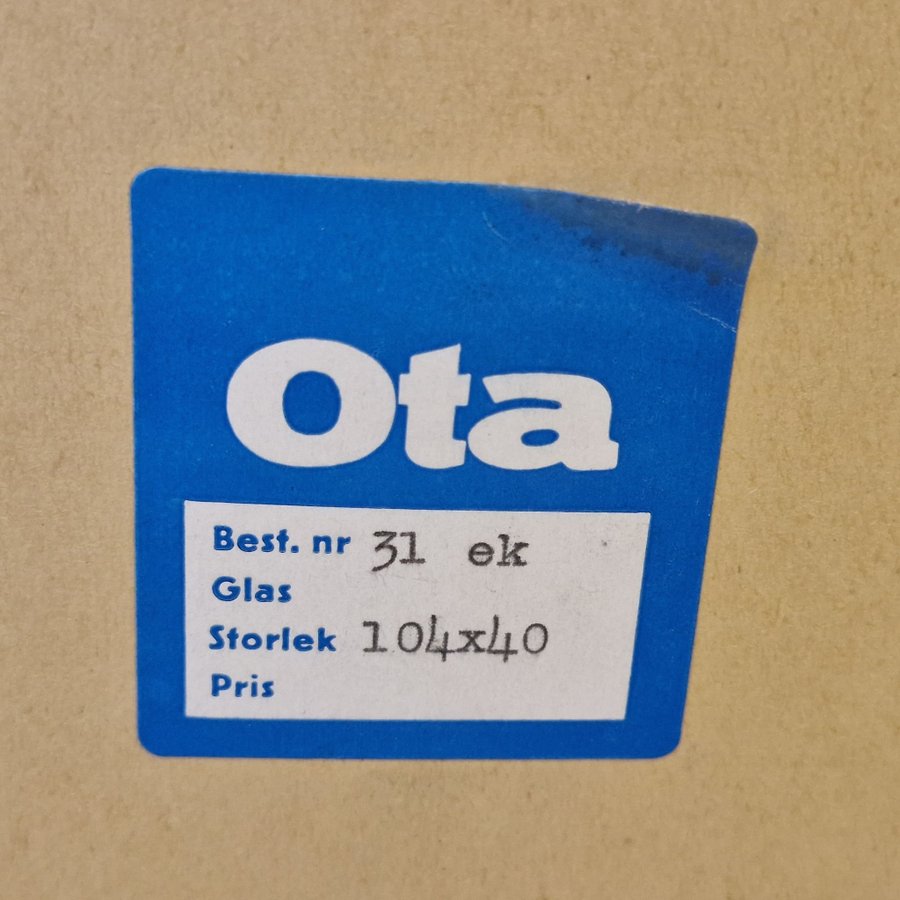 Ota
Best. nr 31 ek
Glas
Storlek 104x40
Pris